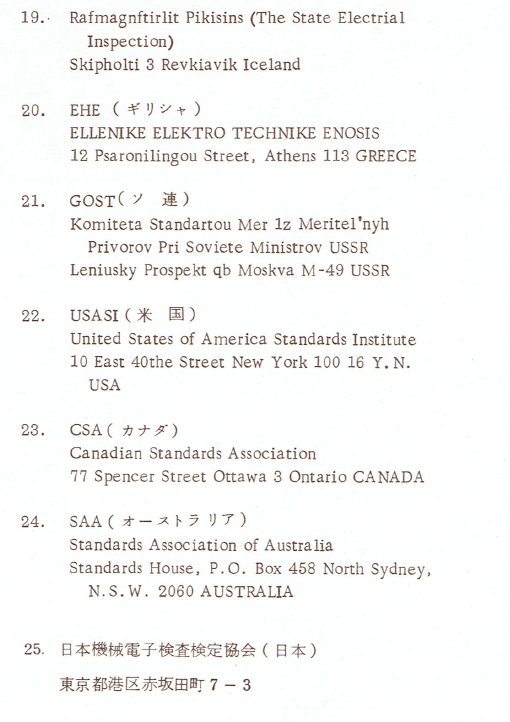 19. Rafmagnftirlit Pikisins (The State Electrial
Inspection)
Skipholti 3 Revkiavik Iceland
20. EHE (ギリシャ)
ELLENIKE ELEKTRO TECHNIKE ENOSIS
12 Psaronilingou Street, Athens 113 GREECE
21. GOST(ソ 連)
Komiteta Standartou Mer 1z Meritel'nyh
Privorov Pri Soviete Ministrov USSR
Leniusky Prospekt qb Moskva M-49 USSR
22. USASI (米 国)
United States of America Standards Institute
10 East 40the Street New York 100 16 Y.N.
USA
23. CSA (カナダ)
Canadian Standards Association
77 Spencer Street Ottawa 3 Ontario CANADA
24. SAA (オーストラリア)
Standards Association of Australia
Standards House, P.O. Box 458 North Sydney,
N.S.W. 2060 AUSTRALIA
25. 日本機械電子検査検定協会(日本)
東京都港区赤坂田町 7 - 3